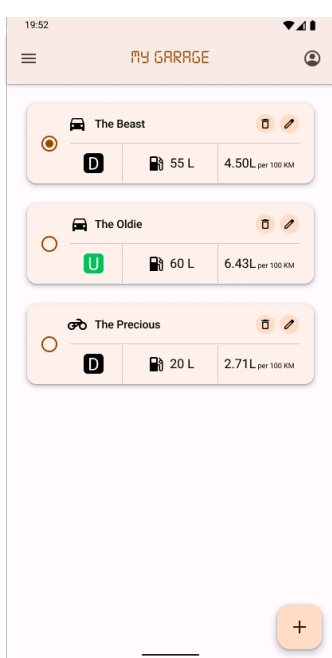 19:52
MY GARAGE
The Beast
D 55 L 4.50L per 100 KM
The Oldie
U 60 L 6.43L per 100 KM
The Precious
D 20 L 2.71L per 100 KM
+